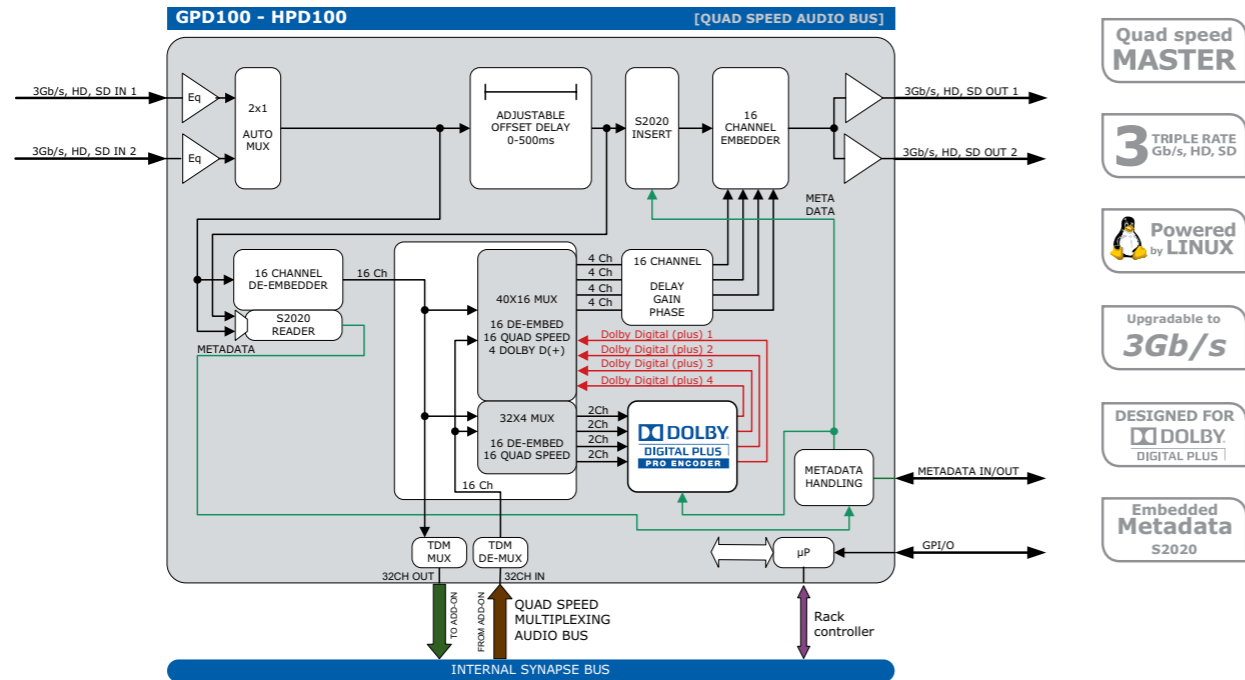 GPD100 - HPD100
[QUAD SPEED AUDIO BUS]
3Gb/s, HD, SD IN 1
3Gb/s, HD, SD IN 2
Eq
Eq
2x1
AUTO
MUX
ADJUSTABLE
OFFSET DELAY
0-500ms
S2020
INSERT
16
CHANNEL
EMBEDDER
3Gb/s, HD, SD OUT 1
3Gb/s, HD, SD OUT 2
META
DATA
16 CHANNEL
DE-EMBEDDER
16 Ch
S2020
READER
METADATA
40X16 MUX
16 DE-EMBED
16 QUAD SPEED
4 DOLBY D(+)
4 Ch
4 Ch
4 Ch
4 Ch
16 CHANNEL
DELAY
GAIN
PHASE
Dolby Digital (plus) 1
Dolby Digital (plus) 2
Dolby Digital (plus) 3
Dolby Digital (plus) 4
32X4 MUX
16 DE-EMBED
16 QUAD SPEED
2Ch
2Ch
2Ch
2Ch
DOLBY
DIGITAL PLUS
PRO ENCODER
16 Ch
METADATA
HANDLING
METADATA IN/OUT
TDM
MUX
TDM
DE-MUX
µP
GPI/O
32CH OUT
32CH IN
TO ADD-ON
FROM ADD-ON
QUAD SPEED
MULTIPLEXING
AUDIO BUS
Rack
controller
INTERNAL SYNAPSE BUS
Quad speed
MASTER
3 TRIPLE RATE
Gb/s, HD, SD
Powered
by LINUX
Upgradable to
3Gb/s
DESIGNED FOR
DOLBY
DIGITAL PLUS
Embedded
Metadata
S2020